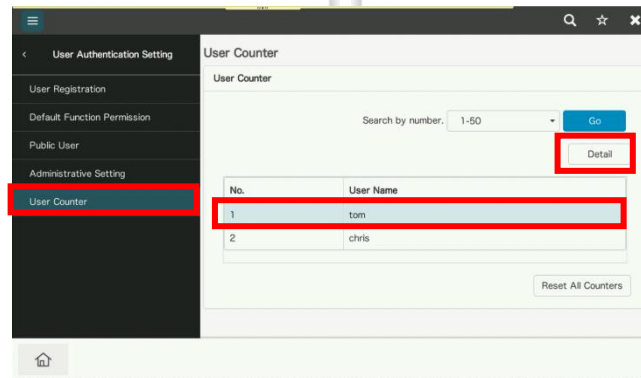 User Authentication Setting
User Registration
Default Function Permission
Public User
Administrative Setting
User Counter
User Counter
User Counter
Search by number. 1-50 Go
Detail
No. User Name
1 tom
2 chris
Reset All Counters